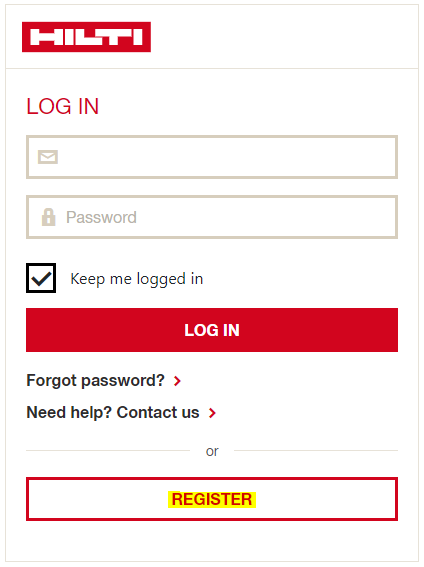 HILTI
LOG IN
Password
Keep me logged in
LOG IN
Forgot password?
Need help? Contact us
or
REGISTER